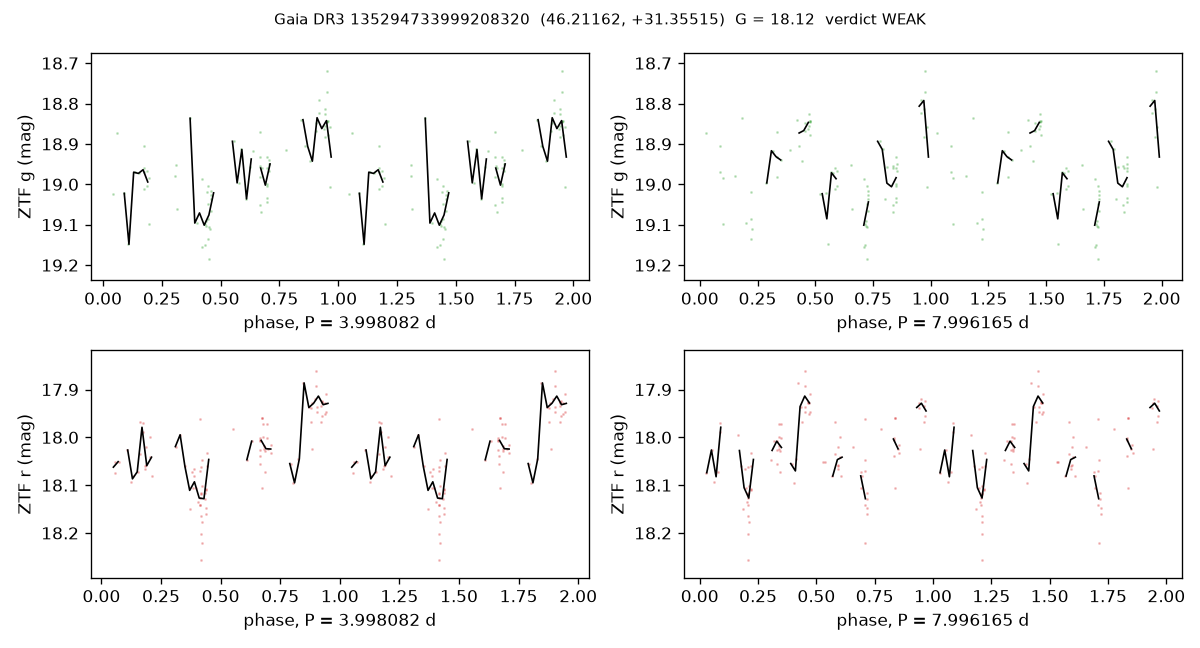 Gaia DR3 135294733999208320  (46.21162, +31.35515)  G = 18.12  verdict WEAK
ZTF g (mag)
18.7
18.8
18.9
19.0
19.1
19.2
0.00 0.25 0.50 0.75 1.00 1.25 1.50 1.75 2.00
phase, P = 3.998082 d
ZTF g (mag)
18.7
18.8
18.9
19.0
19.1
19.2
0.00 0.25 0.50 0.75 1.00 1.25 1.50 1.75 2.00
phase, P = 7.996165 d
ZTF r (mag)
17.9
18.0
18.1
18.2
0.00 0.25 0.50 0.75 1.00 1.25 1.50 1.75 2.00
phase, P = 3.998082 d
ZTF r (mag)
17.9
18.0
18.1
18.2
0.00 0.25 0.50 0.75 1.00 1.25 1.50 1.75 2.00
phase, P = 7.996165 d